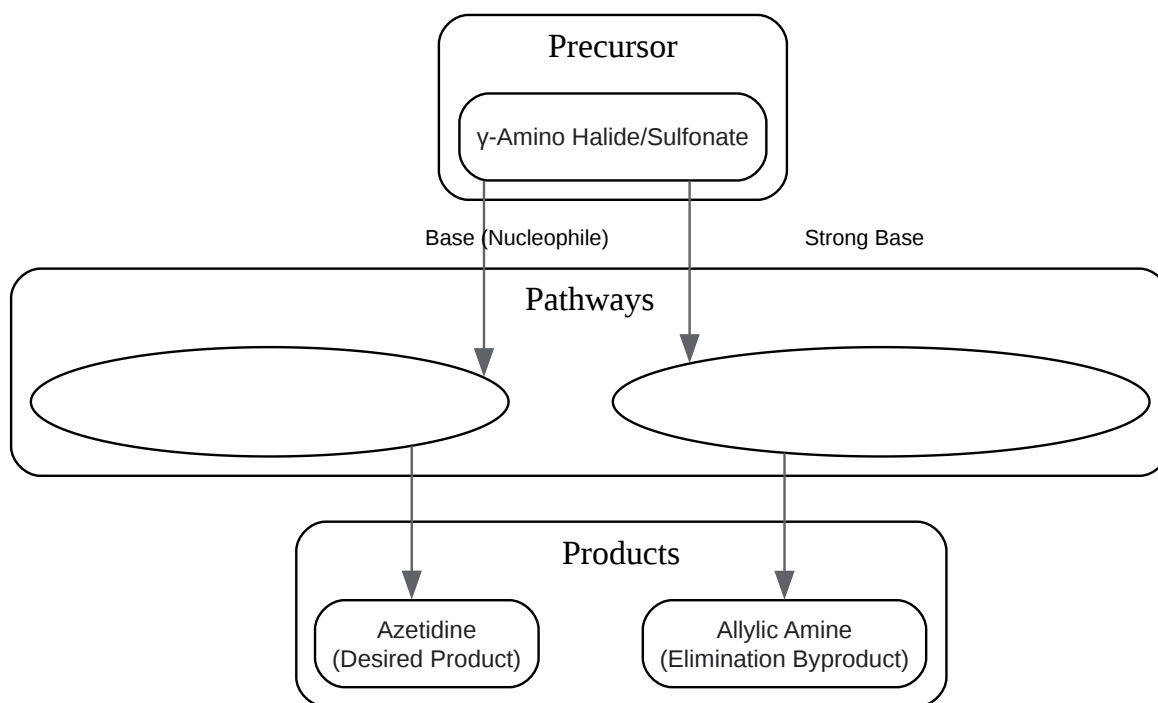 Precursor
γ-Amino Halide/Sulfonate
Base (Nucleophile)
Strong Base
Pathways
Products
Azetidine
(Desired Product)
Allylic Amine
(Elimination Byproduct)